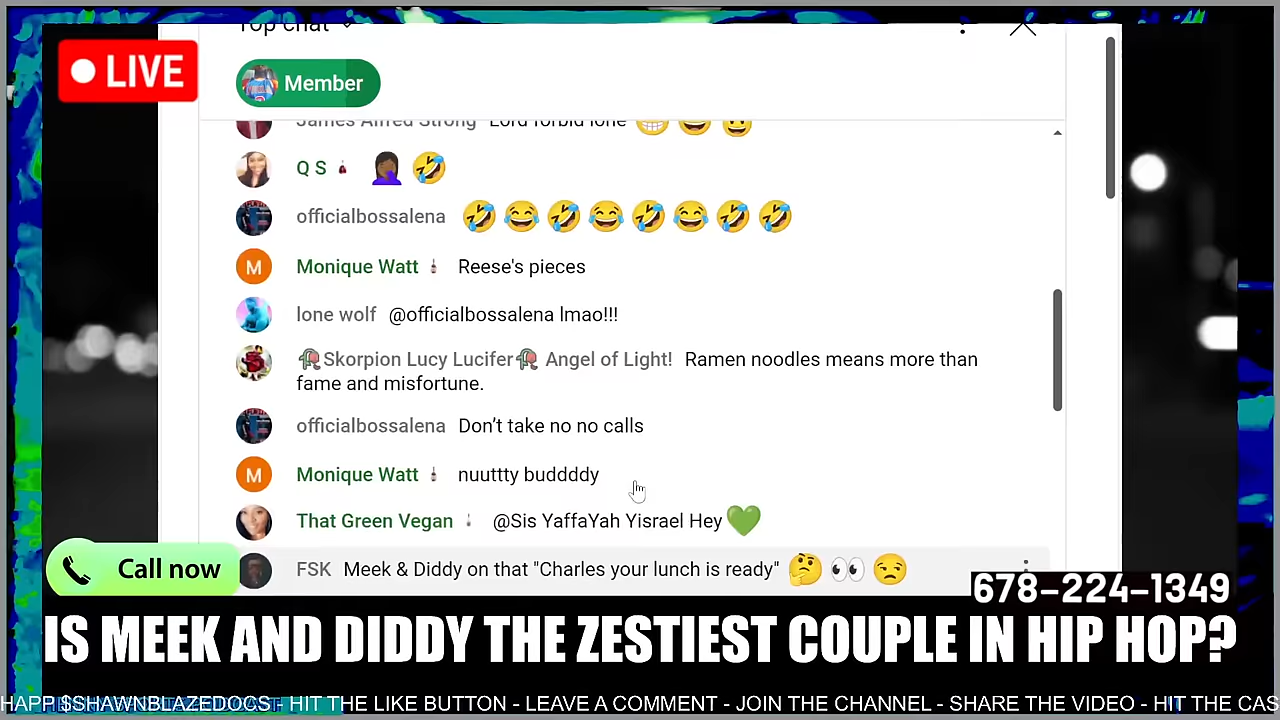 Top chat
LIVE
Member
James Alfred Strong Lord forbid lone
Q S
officialbossalena
Monique Watt Reese's pieces
lone wolf @officialbossalena lmao!!!
Skorpion Lucy Lucifer Angel of Light! Ramen noodles means more than
fame and misfortune.
officialbossalena Don’t take no no calls
Monique Watt nuuttty buddddy
That Green Vegan @Sis YaffaYah Yisrael Hey
Call now
FSK Meek & Diddy on that "Charles your lunch is ready"
678-224-1349
IS MEEK AND DIDDY THE ZESTIEST COUPLE IN HIP HOP?
HAPP $SHAWNBLAZEDOCS - HIT THE LIKE BUTTON - LEAVE A COMMENT - JOIN THE CHANNEL - SHARE THE VIDEO - HIT THE CAS